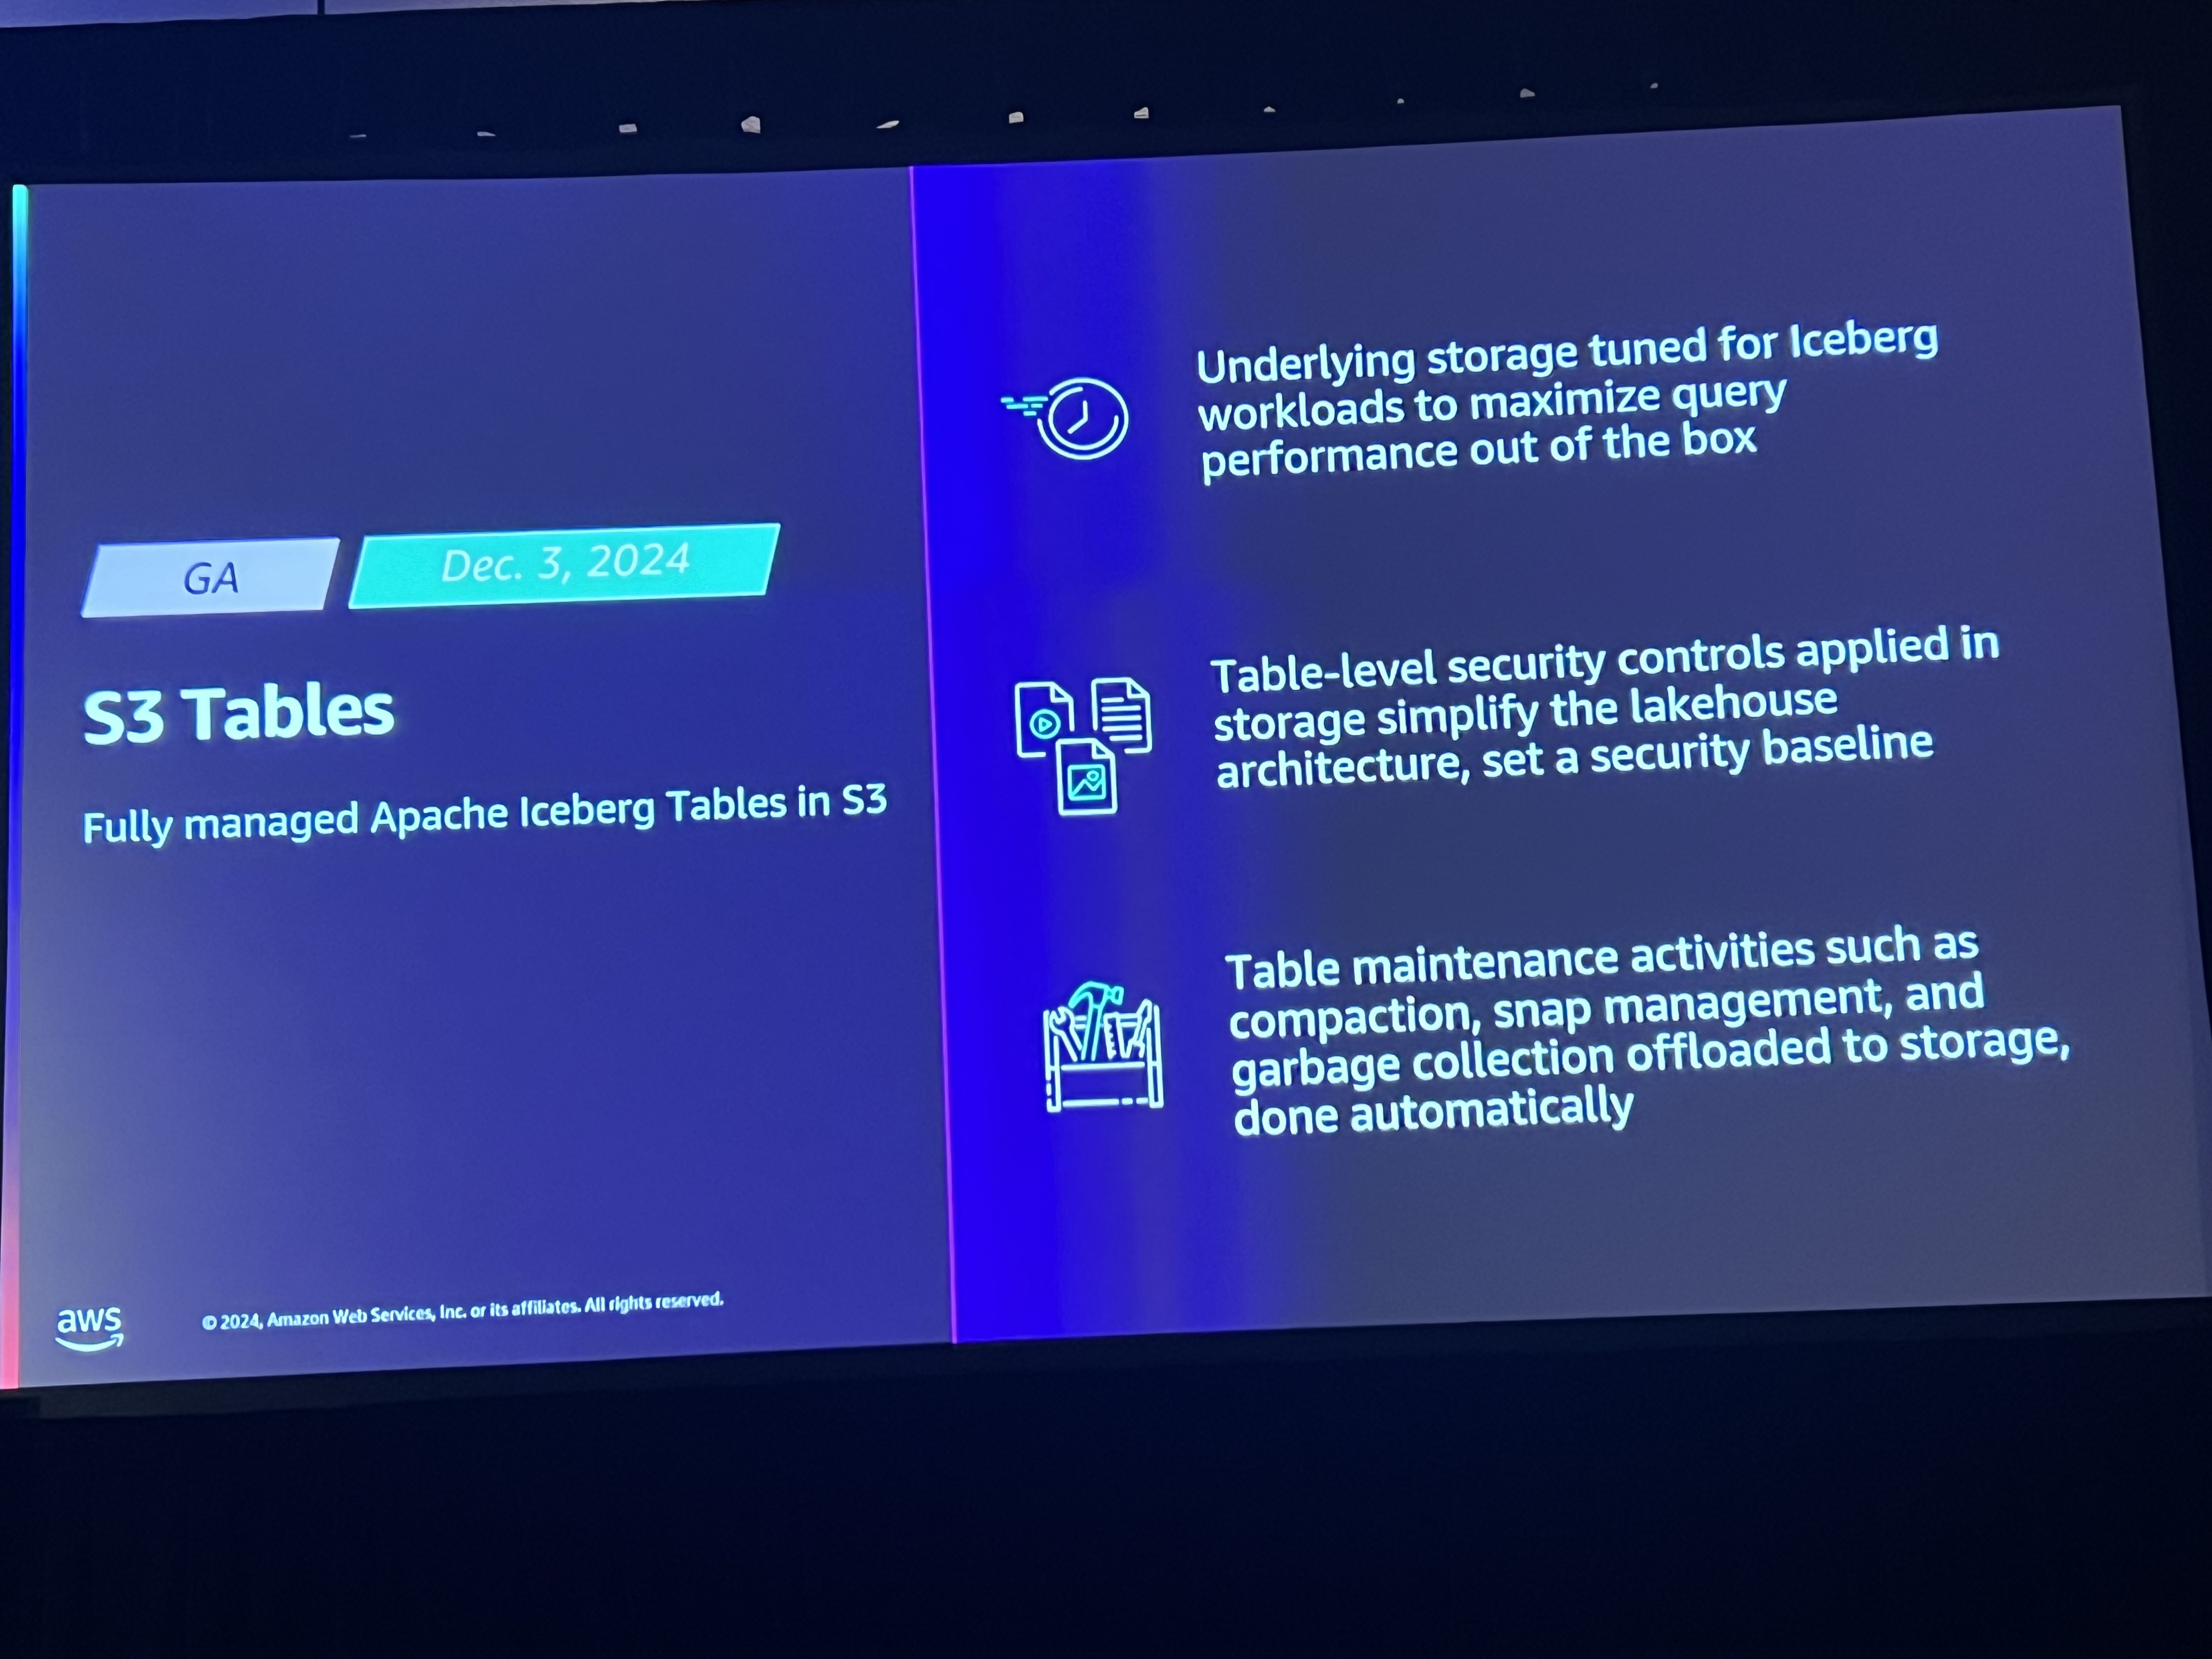 GA
Dec. 3, 2024
S3 Tables
Fully managed Apache Iceberg Tables in S3
Underlying storage tuned for Iceberg
workloads to maximize query
performance out of the box
Table-level security controls applied in
storage simplify the lakehouse
architecture, set a security baseline
Table maintenance activities such as
compaction, snap management, and
garbage collection offloaded to storage,
done automatically
aws
© 2024, Amazon Web Services, Inc. or its affiliates. All rights reserved.